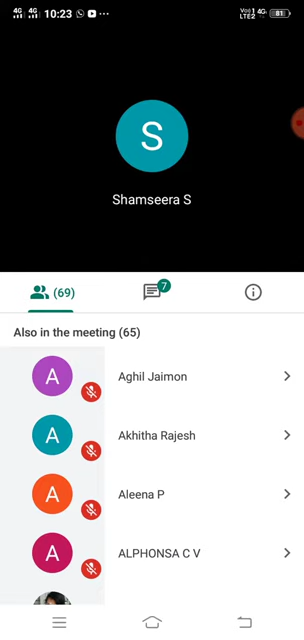 4G 4G 10:23 Vo)) 1 LTE2 4G 81
S
Shamseera S
(69) 7
Also in the meeting (65)
A Aghil Jaimon
A Akhitha Rajesh
A Aleena P
A ALPHONSA C V